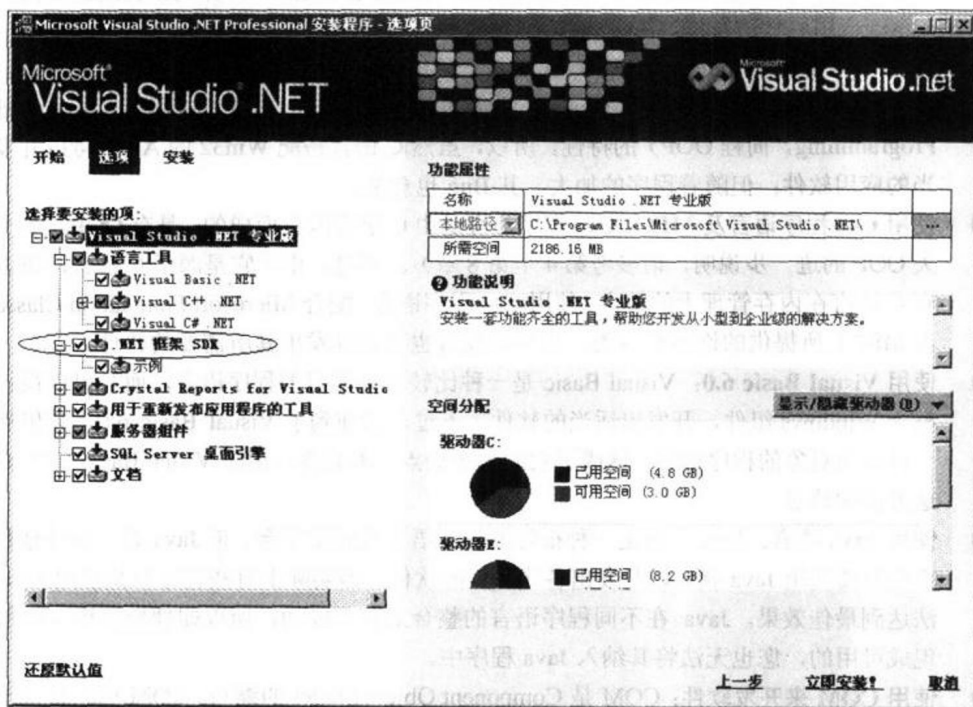 Microsoft Visual Studio .NET Professional 安装程序 - 选项页
Microsoft®
Visual Studio .NET
Microsoft
Visual Studio.net
开始 选项 安装
选择要安装的项:
Visual Studio .NET 专业版
语言工具
Visual Basic .NET
Visual C++ .NET
Visual C# .NET
.NET 框架 SDK
示例
Crystal Reports for Visual Studio
用于重新发布应用程序的工具
服务器组件
SQL Server 桌面引擎
文档
还原默认值
功能属性
名称 Visual Studio .NET 专业版
本地路径 C:\Program Files\Microsoft Visual Studio .NET\ ...
所需空间 2186.16 MB
功能说明
Visual Studio .NET 专业版
安装一套功能齐全的工具，帮助您开发从小型到企业级的解决方案。
空间分配 显示/隐藏驱动器(D)
驱动器C:
已用空间 (4.8 GB)
可用空间 (3.0 GB)
驱动器E:
已用空间 (8.2 GB)
上一步 立即安装! 取消